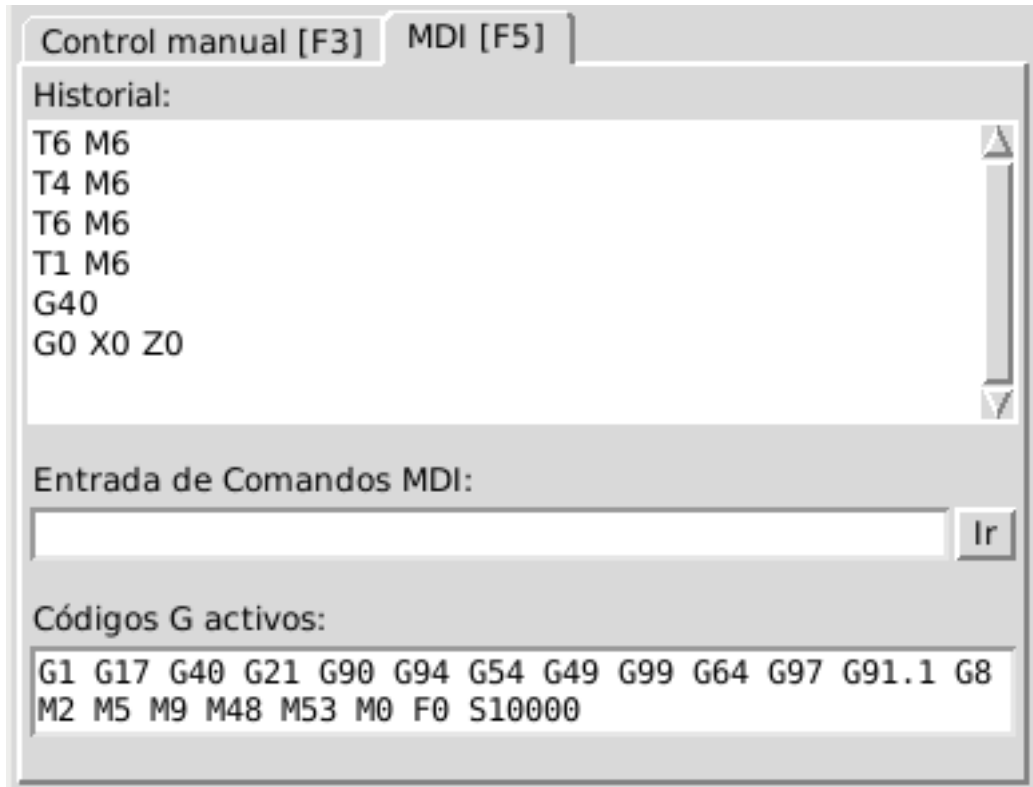 Control manual [F3] MDI [F5]
Historial:
T6 M6
T4 M6
T6 M6
T1 M6
G40
G0 X0 Z0
Entrada de Comandos MDI:
Ir
Códigos G activos:
G1 G17 G40 G21 G90 G94 G54 G49 G99 G64 G97 G91.1 G8
M2 M5 M9 M48 M53 M0 F0 S10000